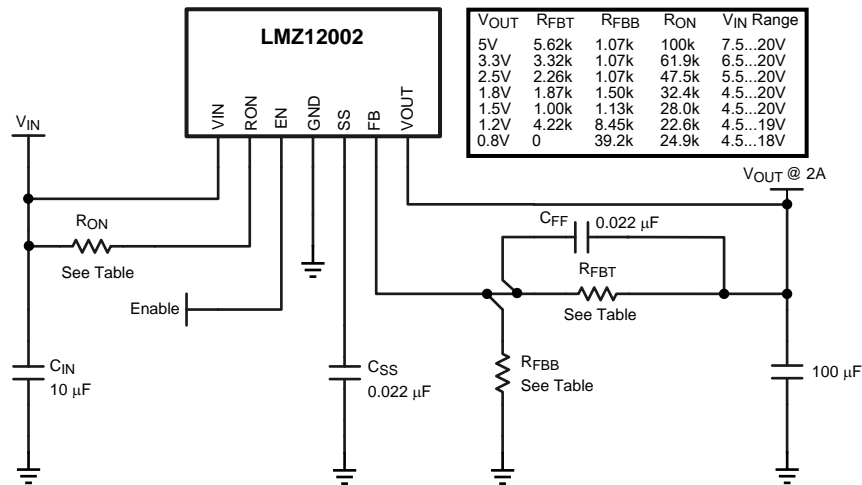 LMZ12002
VIN
RON
EN
GND
SS
FB
VOUT
VOUT RFBT RFBB RON VIN Range
5V 5.62k 1.07k 100k 7.5...20V
3.3V 3.32k 1.07k 61.9k 6.5...20V
2.5V 2.26k 1.07k 47.5k 5.5...20V
1.8V 1.87k 1.50k 32.4k 4.5...20V
1.5V 1.00k 1.13k 28.0k 4.5...20V
1.2V 4.22k 8.45k 22.6k 4.5...19V
0.8V 0 39.2k 24.9k 4.5...18V
VIN
VOUT @ 2A
RON
See Table
CFF 0.022 μF
RFBT
See Table
Enable
CIN
10 μF
CSS
0.022 μF
RFBB
See Table
100 μF